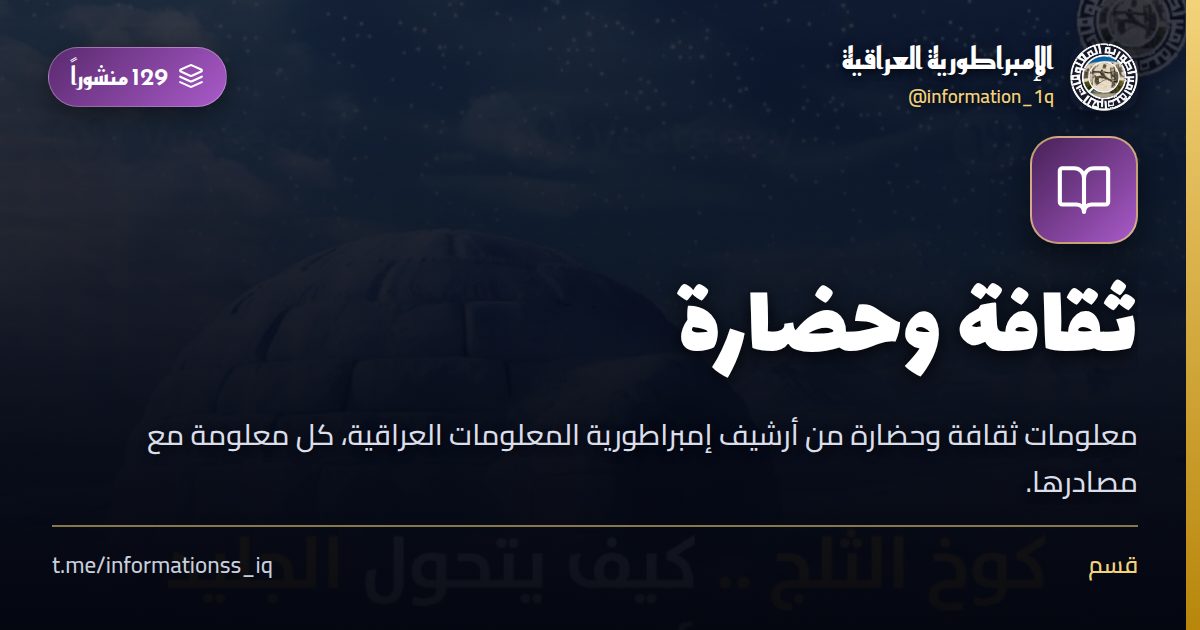 الإمبراطورية العراقية
@information_1q
129 منشوراً
ثقافة وحضارة
معلومات ثقافة وحضارة من أرشيف إمبراطورية المعلومات العراقية، كل معلومة مع
مصادرها.
كوخ الثلج .. كيف يتحول الجليد
قسم
t.me/informationss_iq